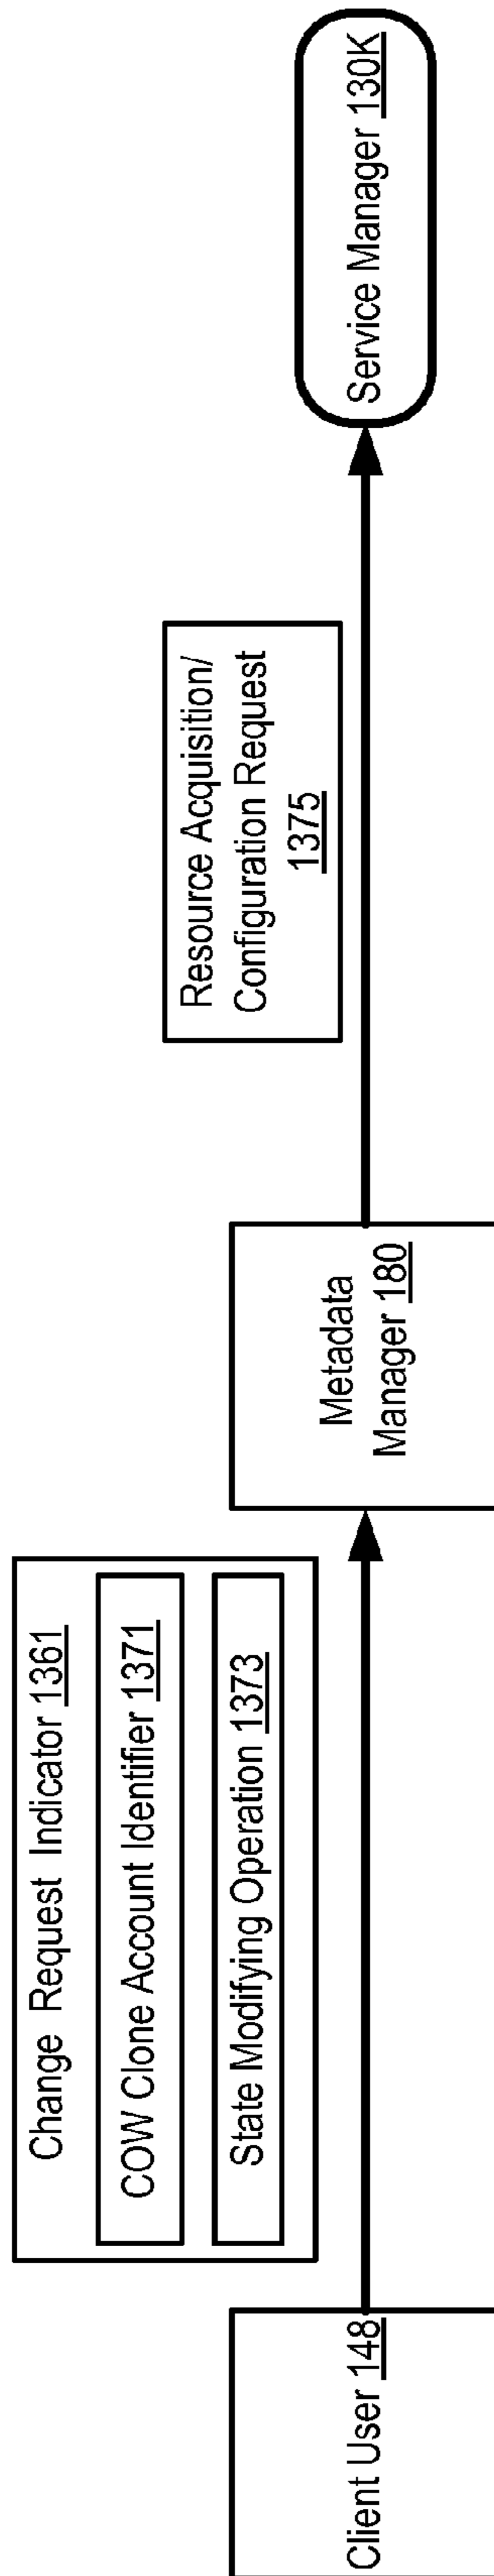 Change Request Indicator 1361
COW Clone Account Identifier 1371
State Modifying Operation 1373
Resource Acquisition/
Configuration Request
1375
Client User 148
Metadata
Manager 180
Service Manager 130K